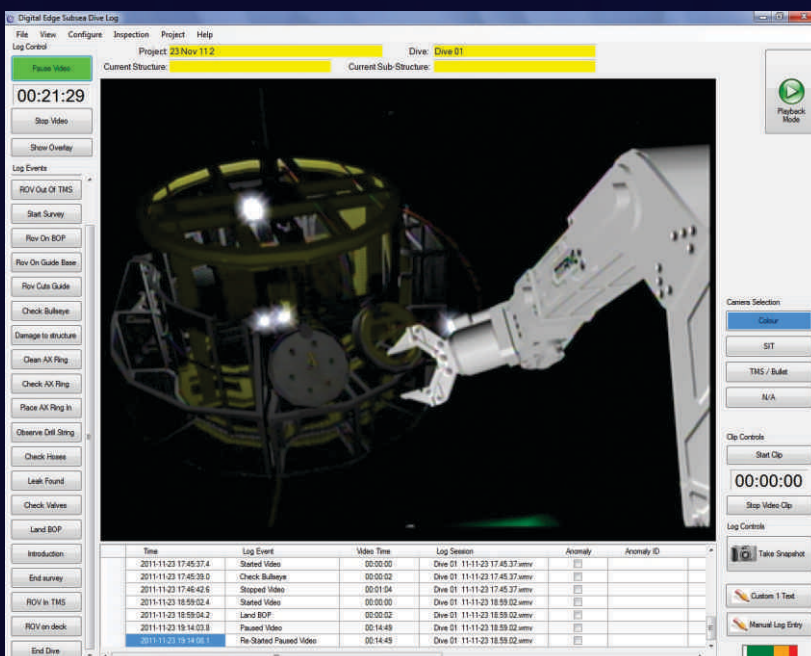 Digital Edge Subsea Dive Log
File View Configure Inspection Project Help
Log Control
Project: 23 Nov 11 2 Dive: Dive 01
Current Structure: Current Sub-Structure:
Pause Video
00:21:29
Stop Video
Show Overlay
Log Events
ROV Out Of TMS
Start Survey
Rov On BOP
Rov On Guide Base
Rov Cuts Guide
Check Bullseye
Damage to structure
Clean AX Ring
Check AX Ring
Place AX Ring In
Observe Drill String
Check Hoses
Leak Found
Check Valves
Land BOP
Introduction
End survey
ROV In TMS
ROV on deck
End Dive
Playback
Mode
Camera Selection
Colour
SIT
TMS / Bullet
N/A
Clip Controls
Start Clip
00:00:00
Stop Video Clip
Log Controls
Take Snapshot
Custom 1 Text
Manual Log Entry
Time Log Event Video Time Log Session Anomaly Anomaly ID
2011-11-23 17:45:37.4 Started Video 00:00:00 Dive 01 11-11-23 17.45.37.wmv
2011-11-23 17:45:39.0 Check Bullseye 00:00:02 Dive 01 11-11-23 17.45.37.wmv
2011-11-23 17:46:42.6 Stopped Video 00:01:04 Dive 01 11-11-23 17.45.37.wmv
2011-11-23 18:59:02.4 Started Video 00:00:00 Dive 01 11-11-23 18.59.02.wmv
2011-11-23 18:59:04.2 Land BOP 00:00:02 Dive 01 11-11-23 18.59.02.wmv
2011-11-23 19:14:03.8 Paused Video 00:14:49 Dive 01 11-11-23 18.59.02.wmv
2011-11-23 19:14:08.1 Re-Started Paused Video 00:14:49 Dive 01 11-11-23 18.59.02.wmv